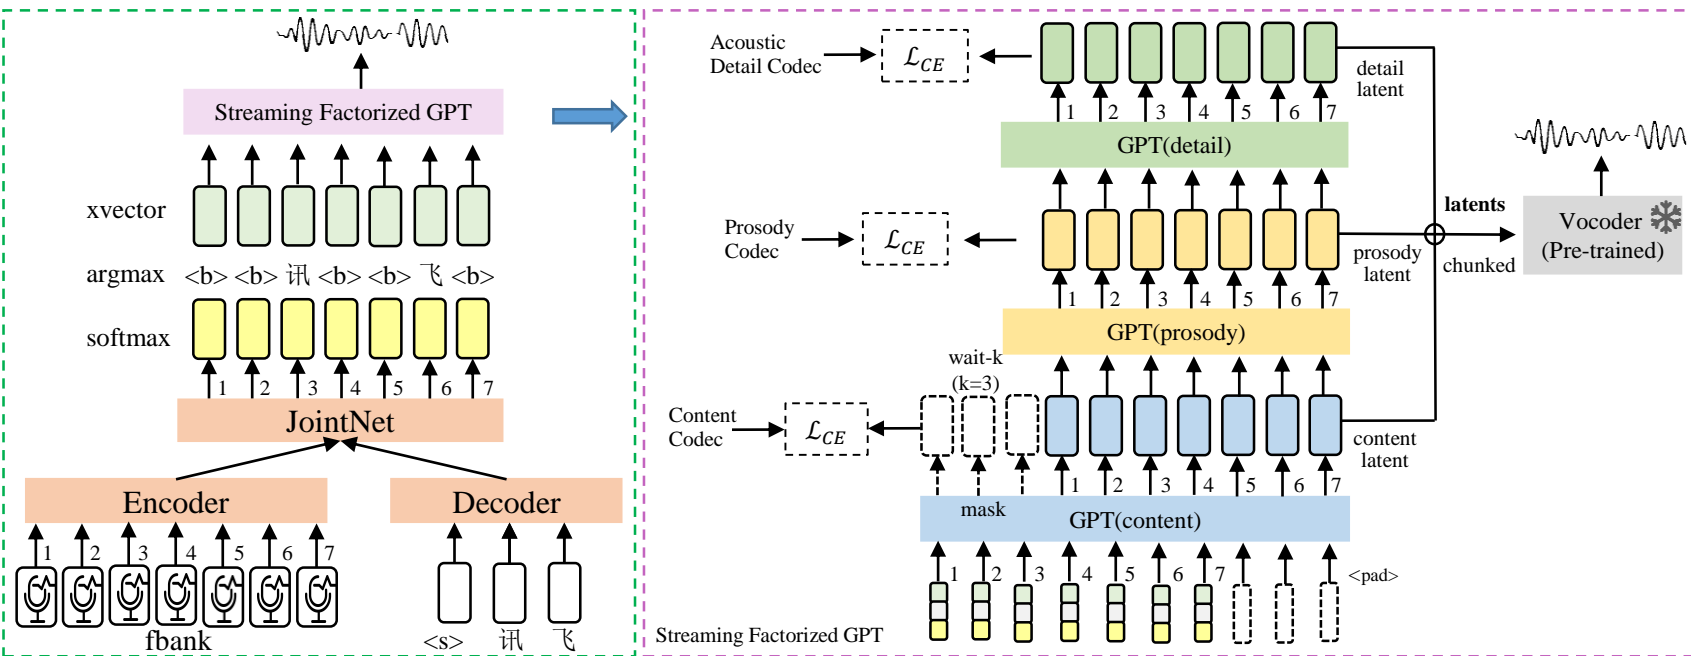 Streaming Factorized GPT
xvector
argmax
<b> <b> 讯 <b> <b> 飞 <b>
softmax
1 2 3 4 5 6 7
JointNet
Encoder
Decoder
1 2 3 4 5 6 7
fbank
<s> 讯 飞
Acoustic
Detail Codec
ℒCE
detail
latent
1 2 3 4 5 6 7
GPT(detail)
Prosody
Codec
ℒCE
prosody
latent
latents
chunked
Vocoder
(Pre-trained)
1 2 3 4 5 6 7
GPT(prosody)
wait-k
(k=3)
Content
Codec
ℒCE
content
latent
mask
1 2 3 4 5 6 7
GPT(content)
1 2 3 4 5 6 7
<pad>
Streaming Factorized GPT